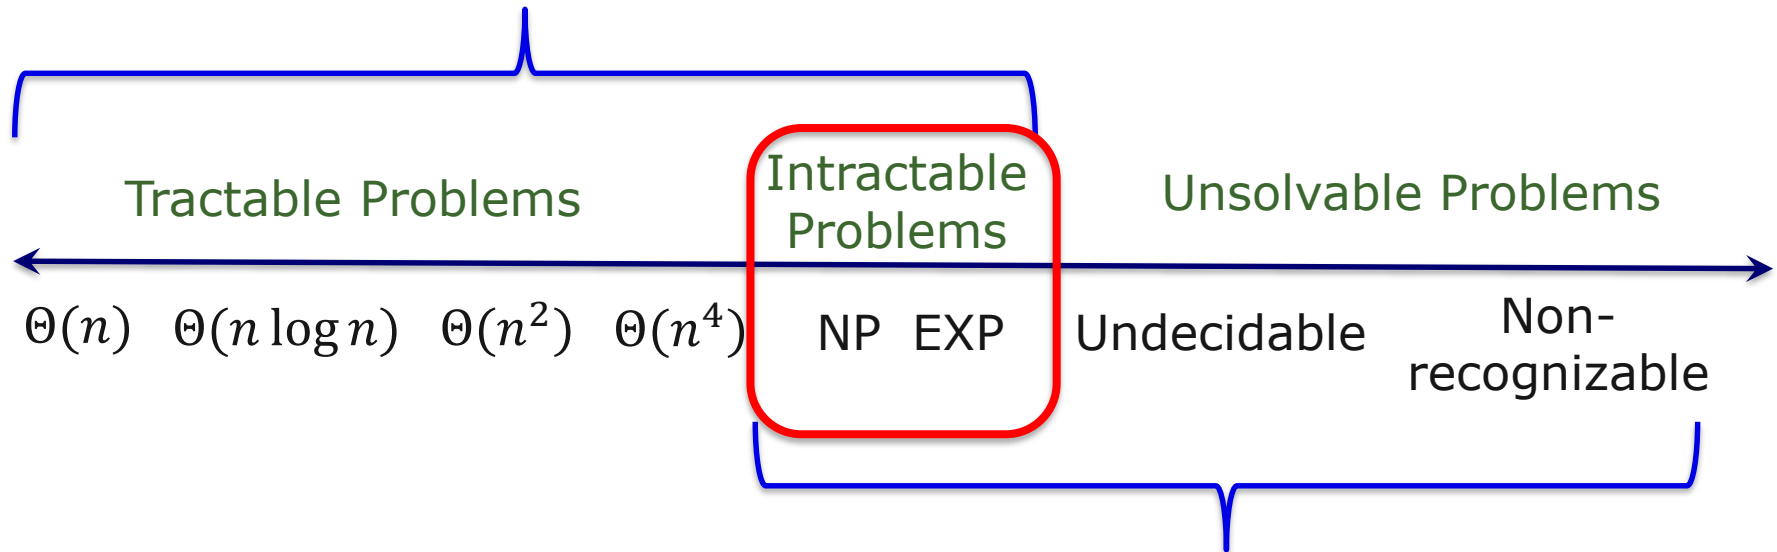 Tractable Problems
Intractable
Problems
Unsolvable Problems
Θ(n) Θ(n log n) Θ(n²) Θ(n⁴)
NP EXP
Undecidable
Non-
recognizable